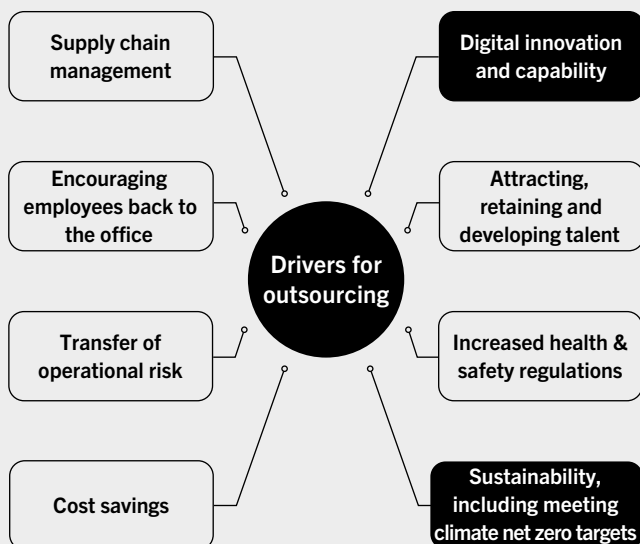 Supply chain
management
Digital innovation
and capability
Encouraging
employees back to
the office
Attracting,
retaining and
developing talent
Drivers for
outsourcing
Transfer of
operational risk
Increased health &
safety regulations
Cost savings
Sustainability,
including meeting
climate net zero targets